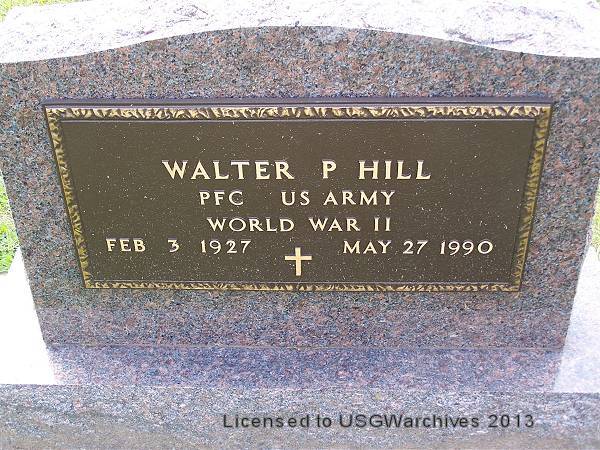 WALTER P HILL
PFC US ARMY
WORLD WAR II
FEB 3 1927 MAY 27 1990
Licensed to USGWarchives 2013